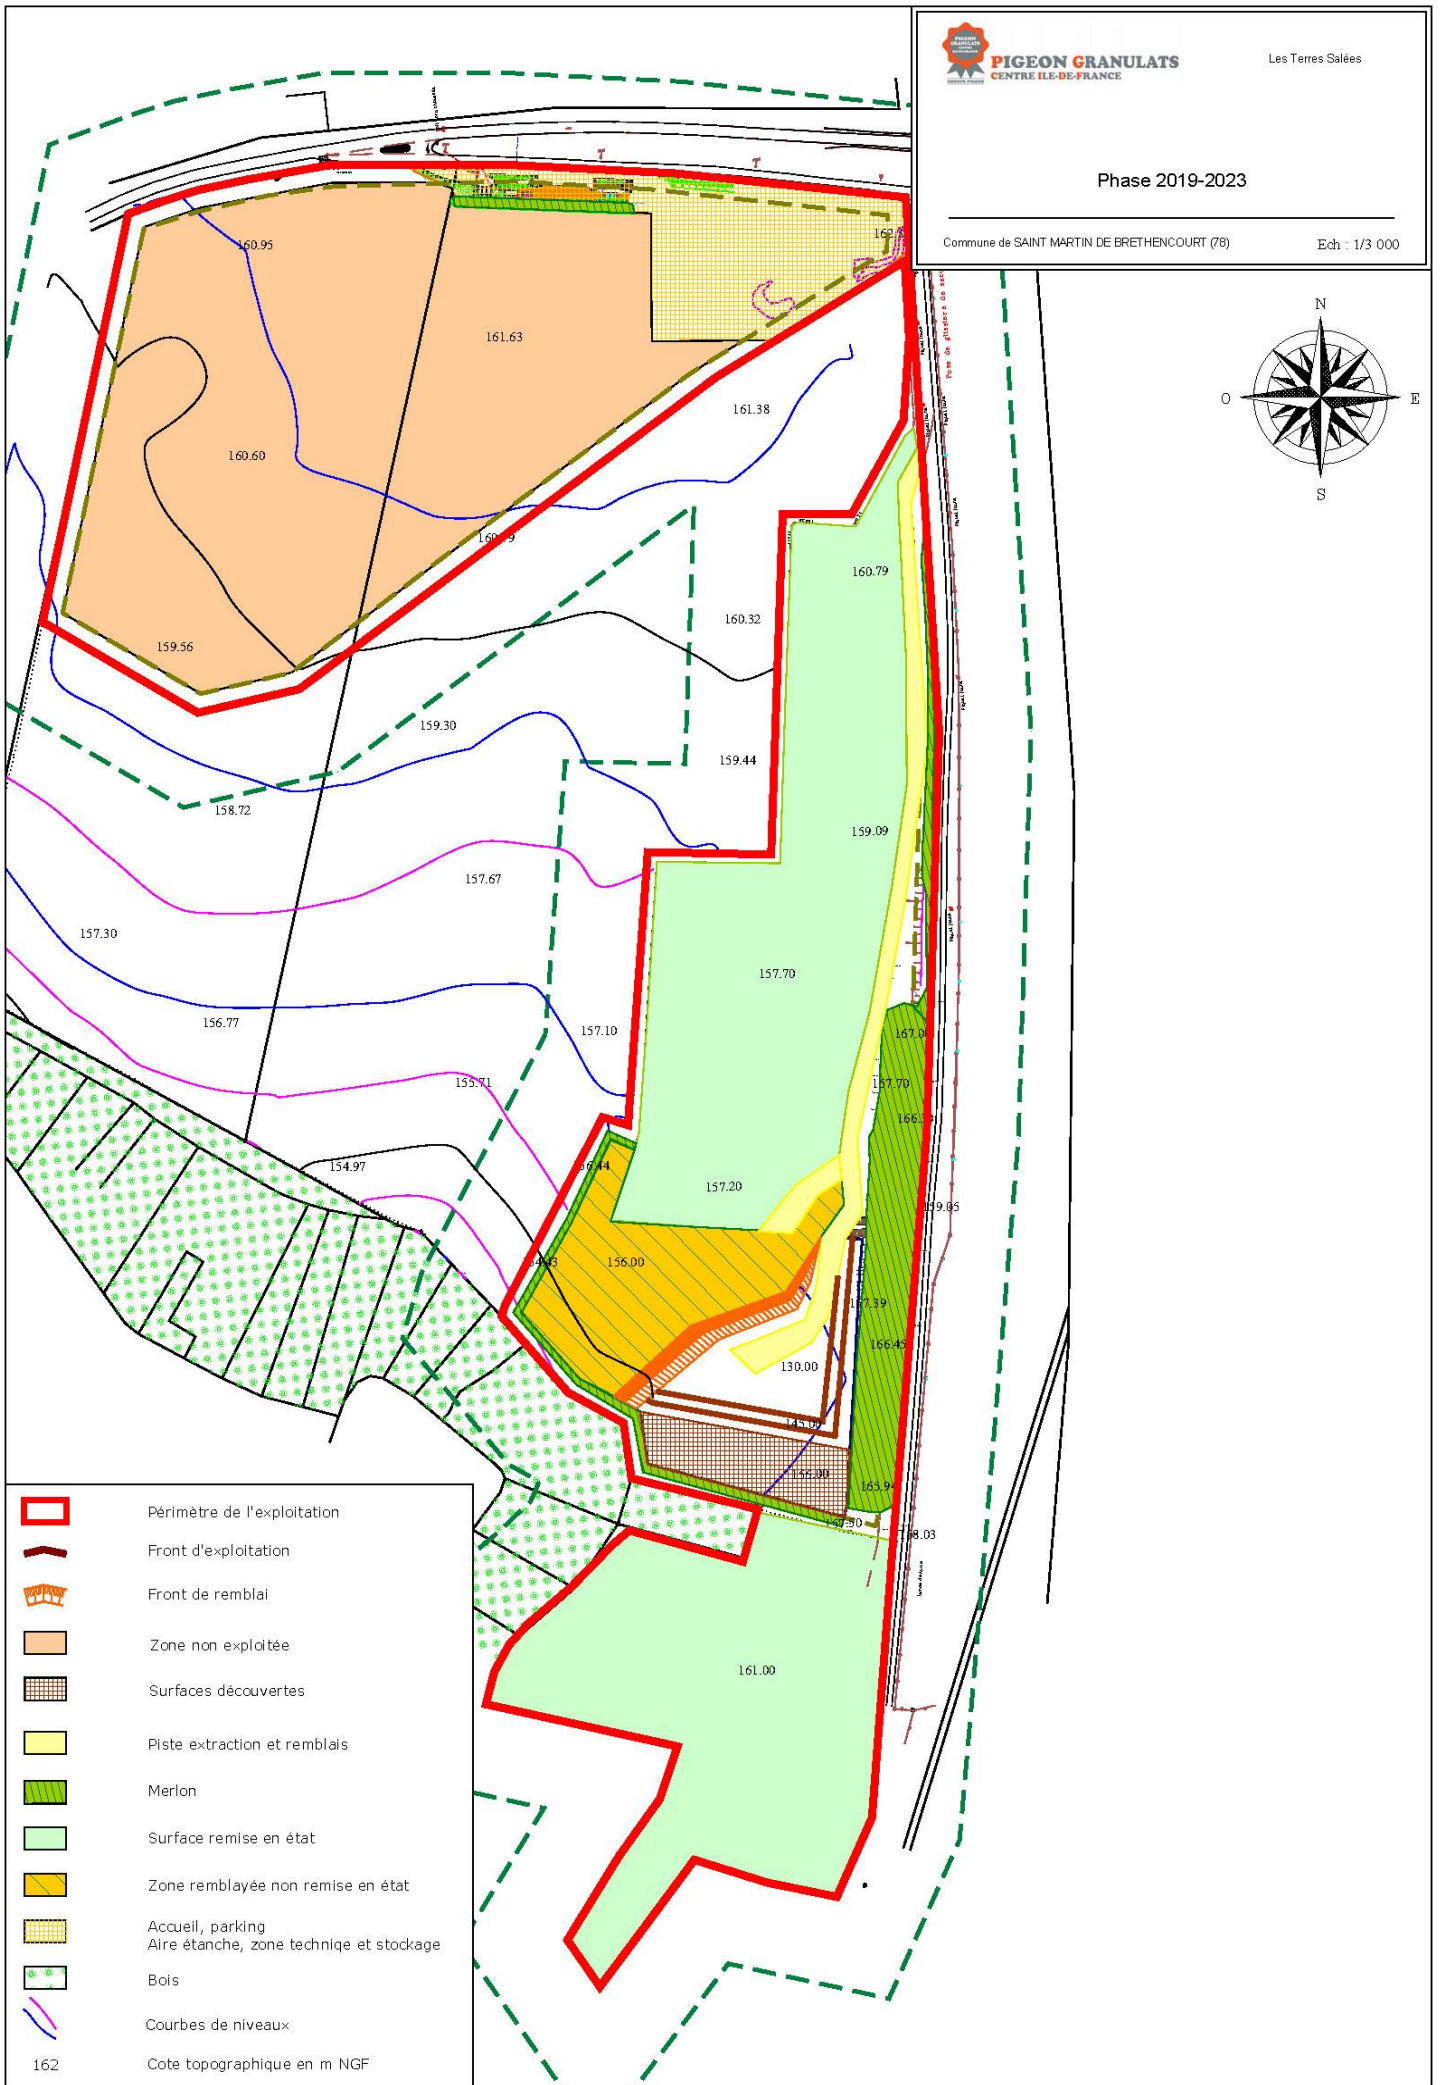 PIGEON GRANULATS
CENTRE ILE-DE-FRANCE
Les Terres Salées
Phase 2019-2023
Commune de SAINT MARTIN DE BRETHENCOURT (78)
Ech : 1/3 000
N
O
E
S
160.95
161.63
161.38
160.60
160.79
160.79
160.32
159.56
159.30
159.44
158.72
159.09
157.67
157.30
157.70
156.77
157.10
157.70
155.71
154.97
157.20
159.05
156.00
157.39
166.45
130.00
145.00
156.00
161.00
Périmètre de l'exploitation
Front d'exploitation
Front de remblai
Zone non exploitée
Surfaces découvertes
Piste extraction et remblais
Merlon
Surface remise en état
Zone remblayée non remise en état
Accueil, parking
Aire étanche, zone techniqe et stockage
Bois
Courbes de niveaux
162
Cote topographique en m NGF